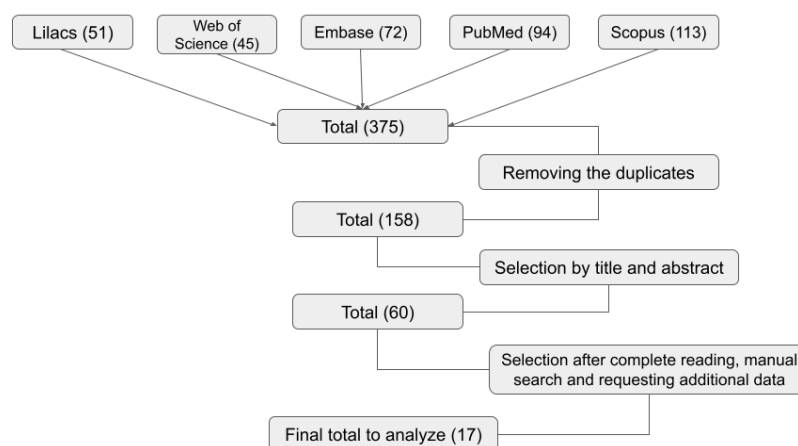 Lilacs (51)
Web of
Science (45)
Embase (72)
PubMed (94)
Scopus (113)
Total (375)
Removing the duplicates
Total (158)
Selection by title and abstract
Total (60)
Selection after complete reading, manual
search and requesting additional data
Final total to analyze (17)